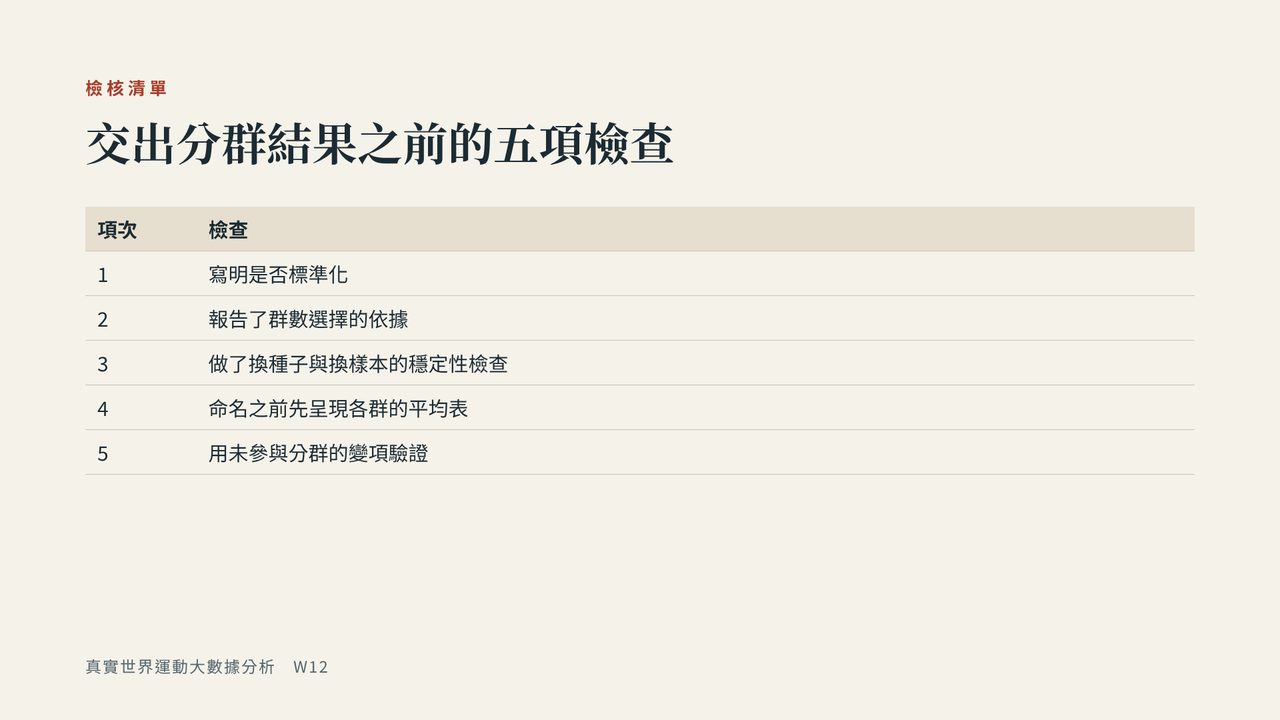 檢核清單
交出分群結果之前的五項檢查
項次 檢查
1 寫明是否標準化
2 報告了群數選擇的依據
3 做了換種子與換樣本的穩定性檢查
4 命名之前先呈現各群的平均表
5 用未參與分群的變項驗證
真實世界運動大數據分析 W12